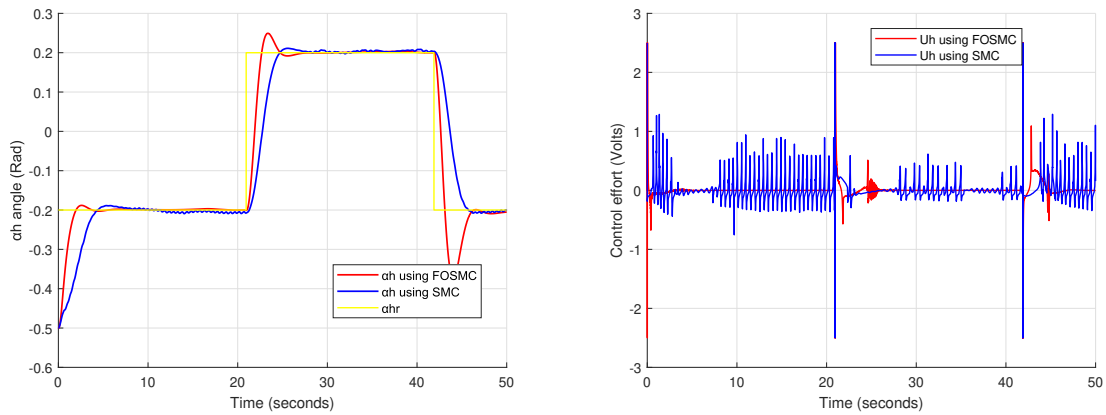 0.3
0.2
0.1
0
-0.1
-0.2
-0.3
-0.4
-0.5
-0.6
αh angle (Rad)
αh using FOSMC
αh using SMC
αhr
0 10 20 30 40 50
Time (seconds)
3
2
1
0
-1
-2
-3
Control effort (Volts)
Uh using FOSMC
Uh using SMC
0 10 20 30 40 50
Time (seconds)